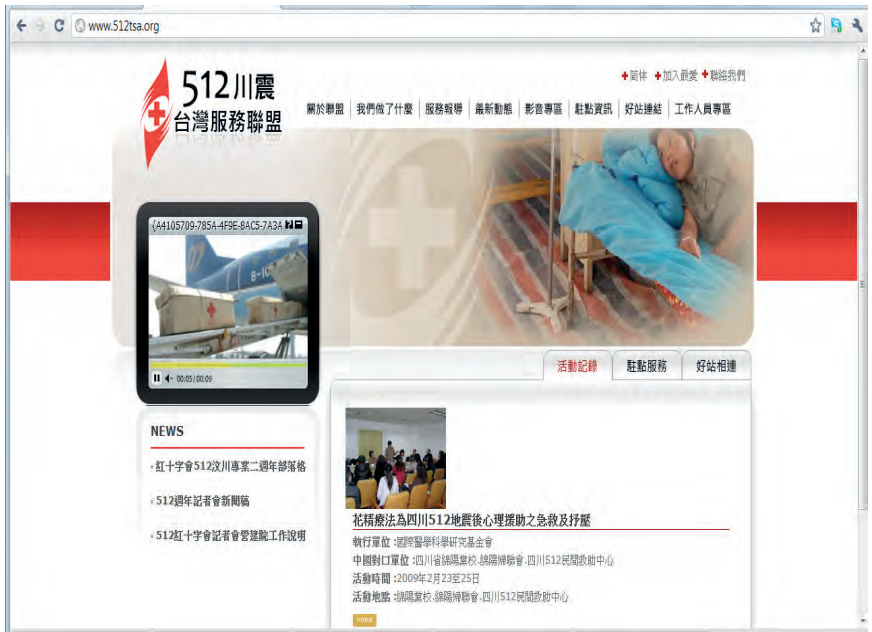 www.512tsa.org
512川震
台灣服務聯盟
简体 加入最愛 聯絡我們
關於聯盟 我們做了什麼 服務報導 最新動態 影音專區 駐點資訊 好站連結 工作人員專區
{A4105709-785A-4F9E-8AC5-7A3A
B-1
00:05/00:09
活動記錄 駐點服務 好站相連
NEWS
紅十字會512汶川專案二週年部落格
512週年記者會新聞稿
512紅十字會記者會營建院工作說明
花精療法為四川512地震後心理援助之急救及抒壓
執行單位:國際醫學科學研究基金會
中國對口單位:四川省綿陽黨校.綿陽婦聯會.四川512民間救助中心
活動時間:2009年2月23至25日
活動地點:綿陽黨校.綿陽婦聯會.四川512民間救助中心
more